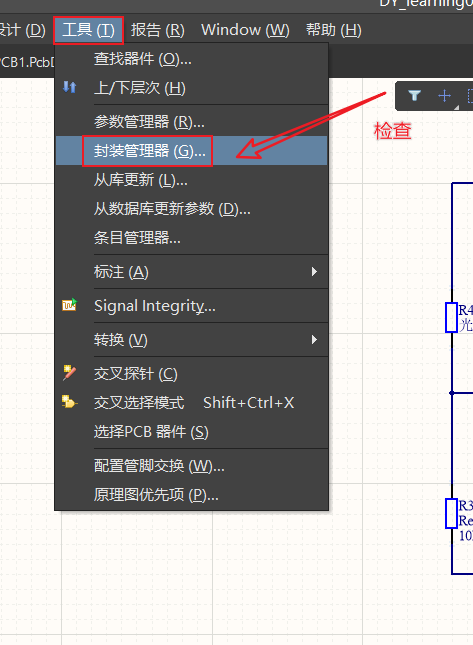 DY_learning0
设计 (D) 工具 (T) 报告 (R) Window (W) 帮助 (H)
PCB1.PcbD
查找器件 (O)...
上/下层次 (H)
参数管理器 (R)...
检查
封装管理器 (G)...
从库更新 (L)...
从数据库更新参数 (D)...
条目管理器...
标注 (A)
Signal Integrity...
R4
光
转换 (V)
交叉探针 (C)
交叉选择模式 Shift+Ctrl+X
选择PCB 器件 (S)
配置管脚交换 (W)...
原理图优先项 (P)...
R3
Re
10